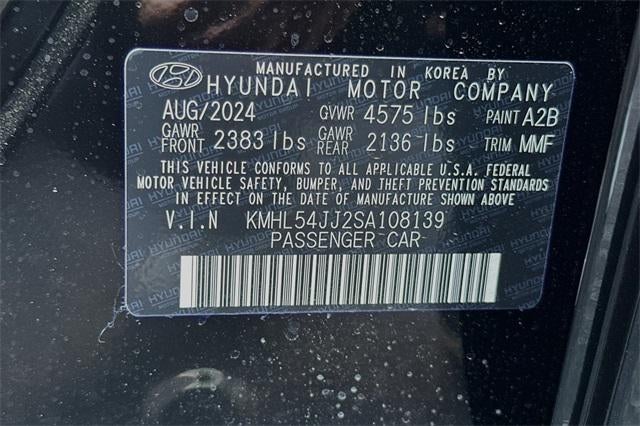 MANUFACTURED IN KOREA BY
HYUNDAI MOTOR COMPANY
AUG/2024 GVWR 4575 lbs PAINT A2B
GAWR FRONT 2383 lbs GAWR REAR 2136 lbs TRIM MMF
THIS VEHICLE CONFORMS TO ALL APPLICABLE U.S.A. FEDERAL
MOTOR VEHICLE SAFETY, BUMPER, AND THEFT PREVENTION STANDARDS
IN EFFECT ON THE DATE OF MANUFACTURE SHOWN ABOVE
V.I.N KMHL54JJ2SA108139
PASSENGER CAR